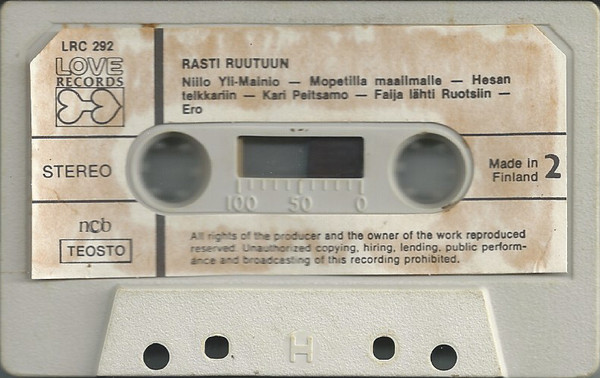 LRC 292
LOVE
RECORDS
RASTI RUUTUUN
Niilo Yli-Mainio — Mopetilla maailmalle — Hesan
telkkariin — Kari Peitsamo — Faija lähti Ruotsiin —
Ero
STEREO
100 50 0
Made in
Finland 2
ncb
TEOSTO
All rights of the producer and the owner of the work reproduced
reserved. Unauthorized copying, hiring, lending, public perform-
ance and broadcasting of this recording prohibited.
H